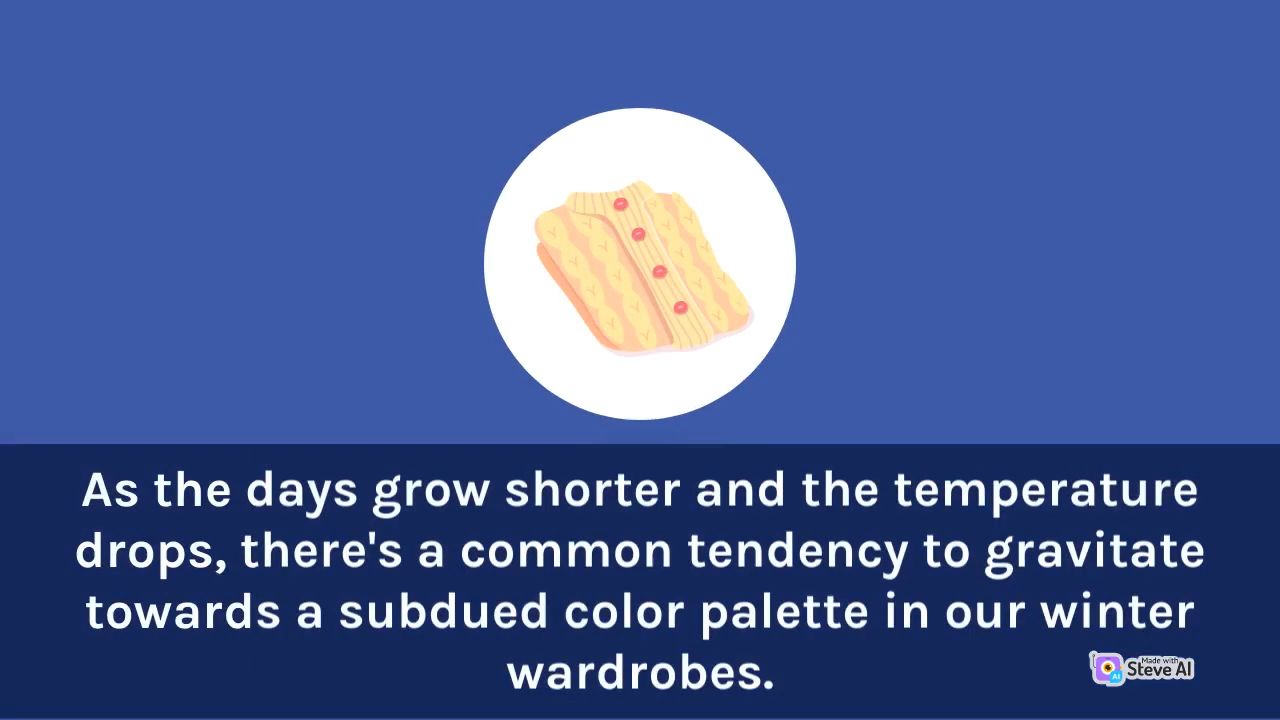 As the days grow shorter and the temperature
drops, there's a common tendency to gravitate
towards a subdued color palette in our winter
wardrobes.
Made with
Steve AI
AI